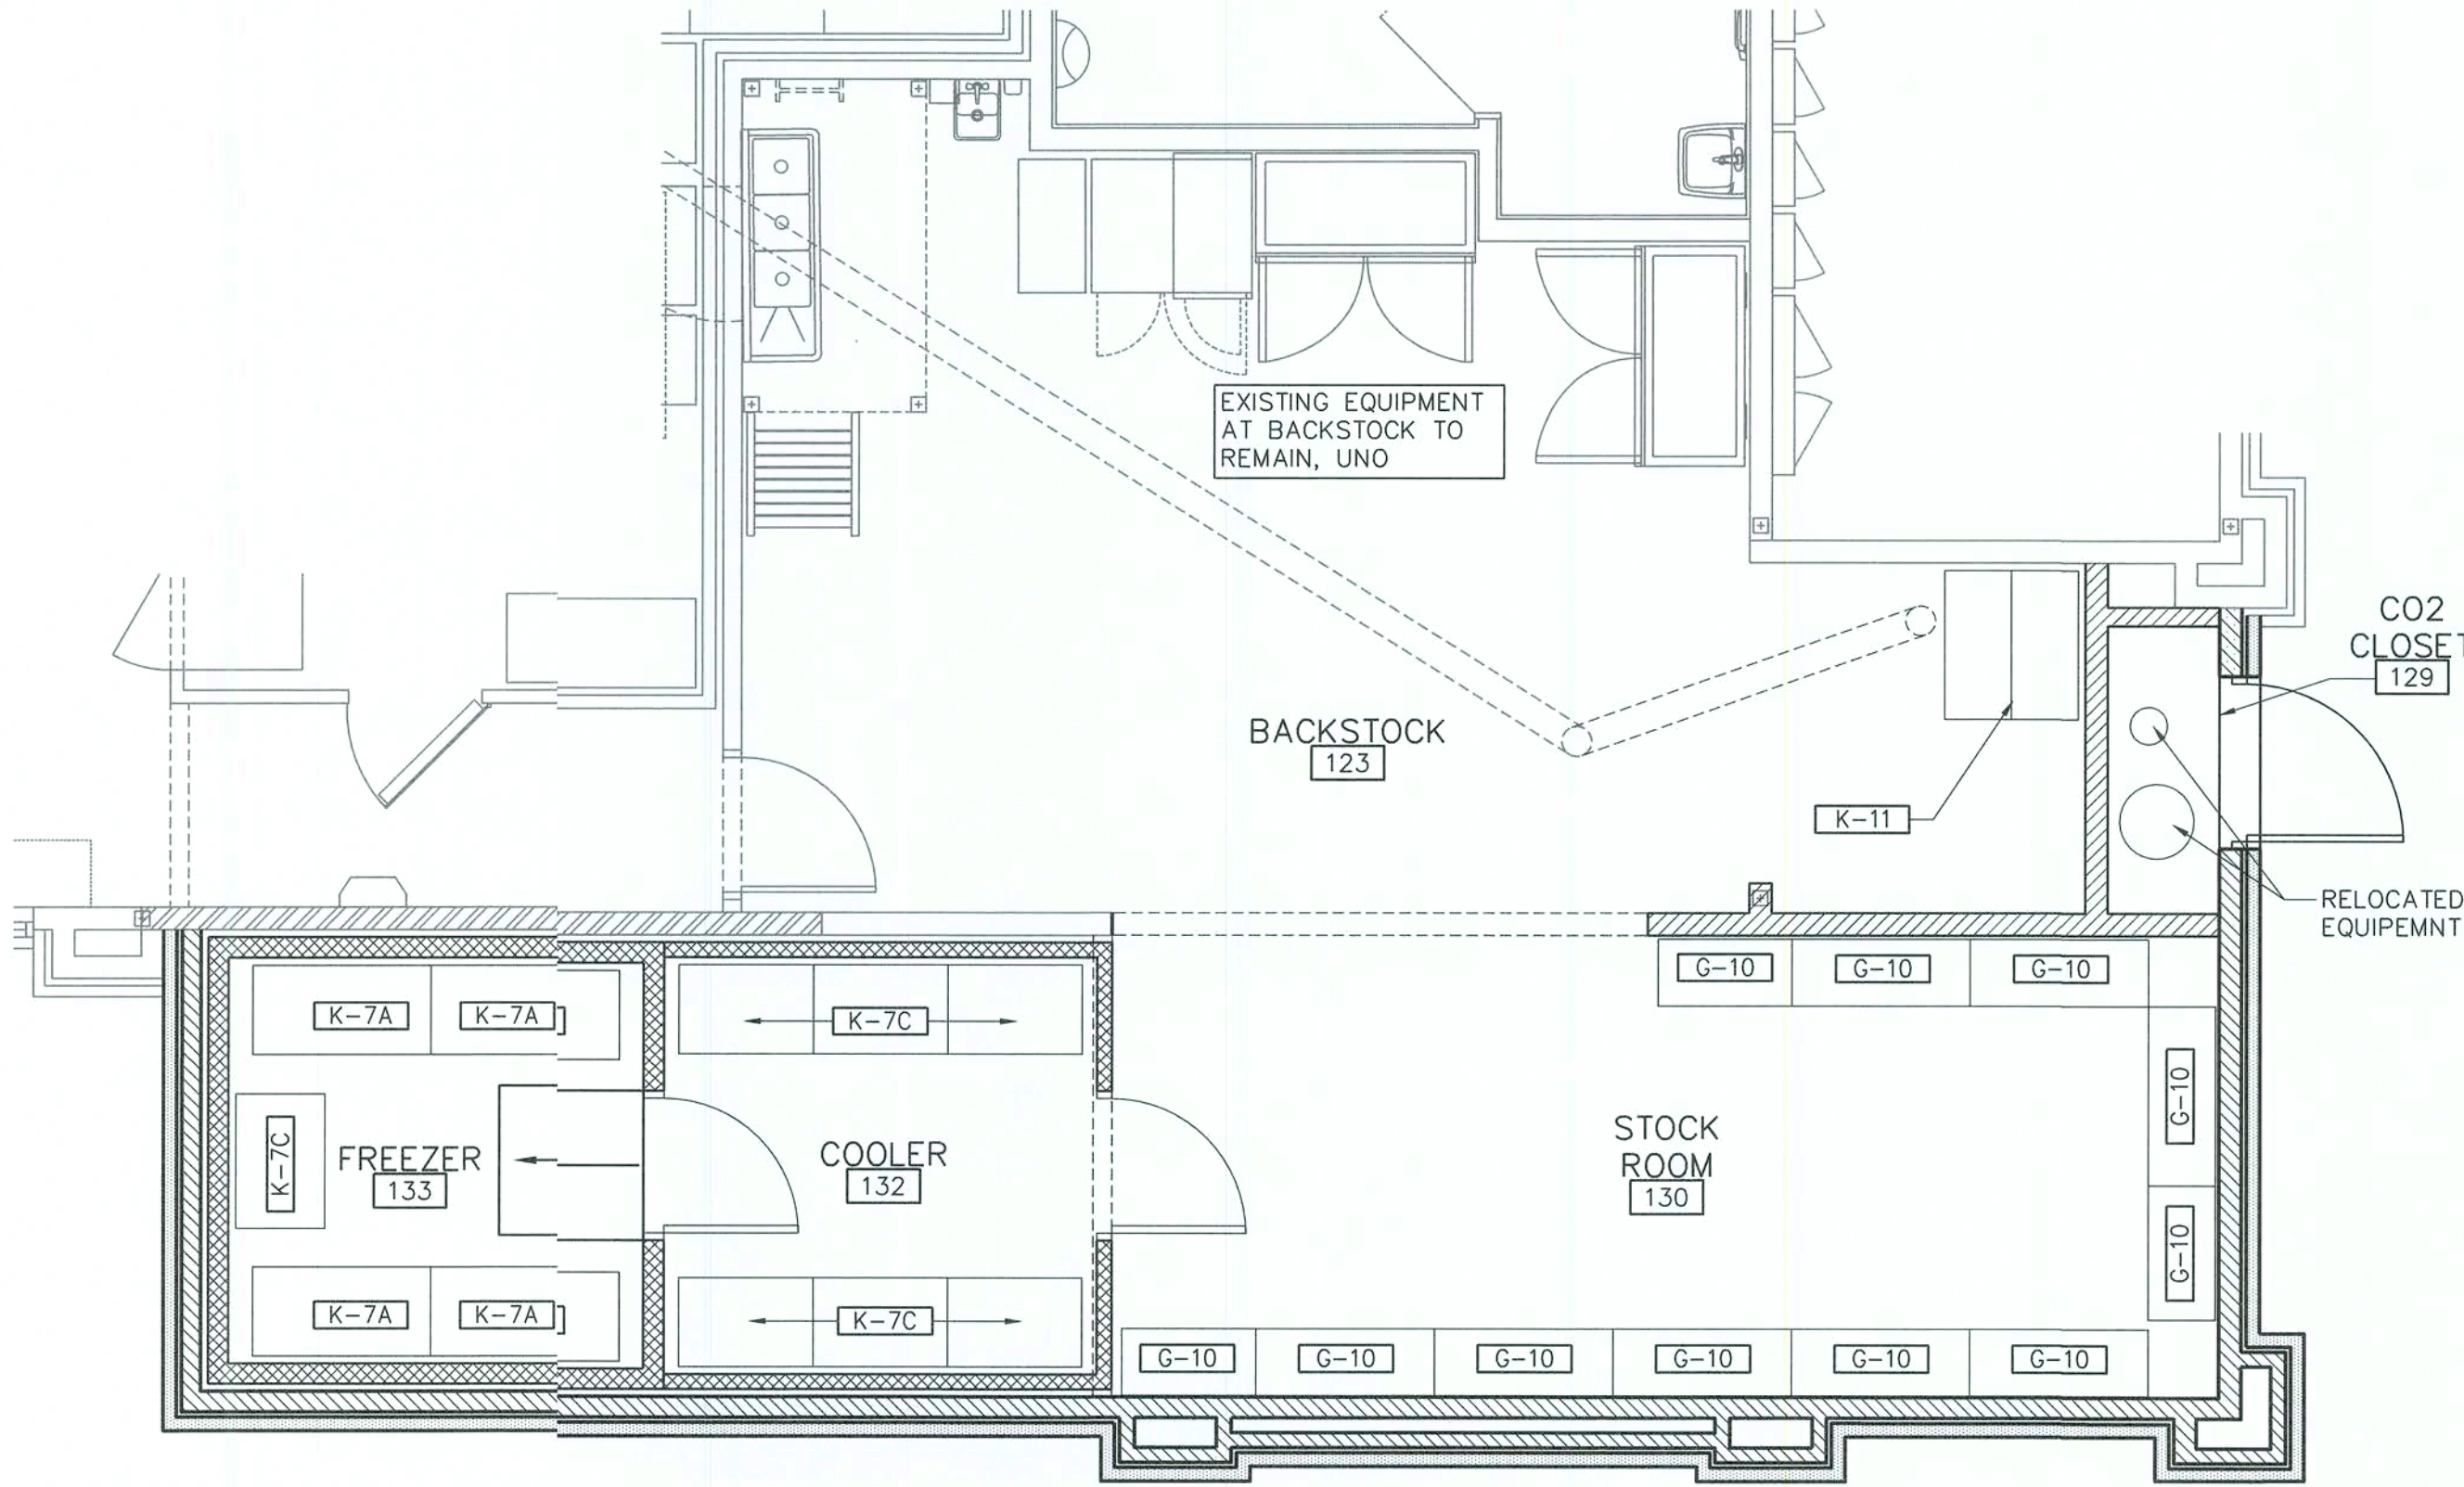 EXISTING EQUIPMENT
AT BACKSTOCK TO
REMAIN, UNO
CO2
CLOSET
129
BACKSTOCK
123
K-11
RELOCATED
EQUIPEMNT
G-10
G-10
G-10
K-7A
K-7A
K-7C
G-10
STOCK
ROOM
130
K-7C
FREEZER
133
COOLER
132
G-10
K-7A
K-7A
K-7C
G-10
G-10
G-10
G-10
G-10
G-10